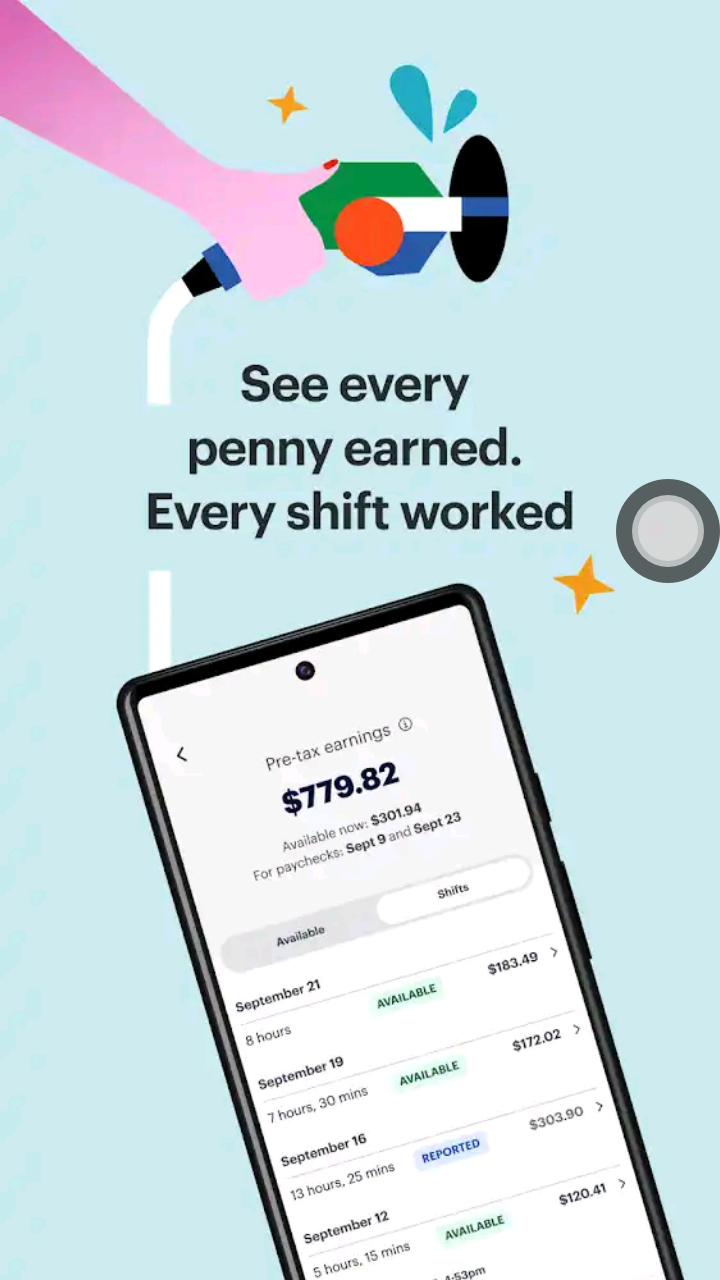 See every
penny earned.
Every shift worked
Pre-tax earnings
$779.82
Available now: $301.94
For paychecks: Sept 9 and Sept 23
Available Shifts
September 21
8 hours AVAILABLE $183.49
September 19
7 hours, 30 mins AVAILABLE $172.02
September 16
13 hours, 25 mins REPORTED $303.90
September 12
5 hours, 15 mins AVAILABLE $120.41
4:53pm